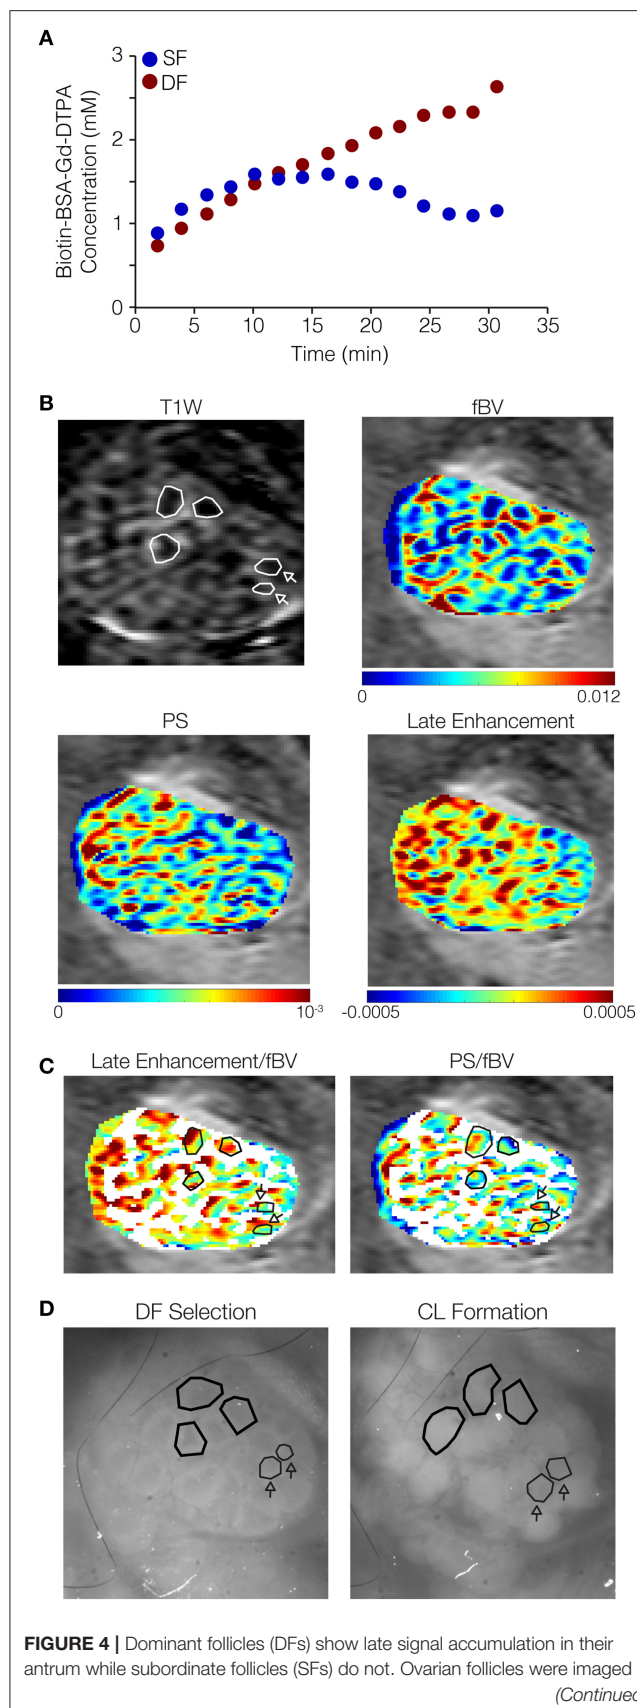 A
3
2
1
0
SF
DF
Biotin-BSA-Gd-DTPA
Concentration (mM)
0
5
10
15
20
25
30
35
Time (min)
B
T1W
fBV
0
0.012
PS
Late Enhancement
0
10-3
-0.0005
0.0005
C
Late Enhancement/fBV
PS/fBV
D
DF Selection
CL Formation
FIGURE 4 | Dominant follicles (DFs) show late signal accumulation in their
antrum while subordinate follicles (SFs) do not. Ovarian follicles were imaged
(Continued